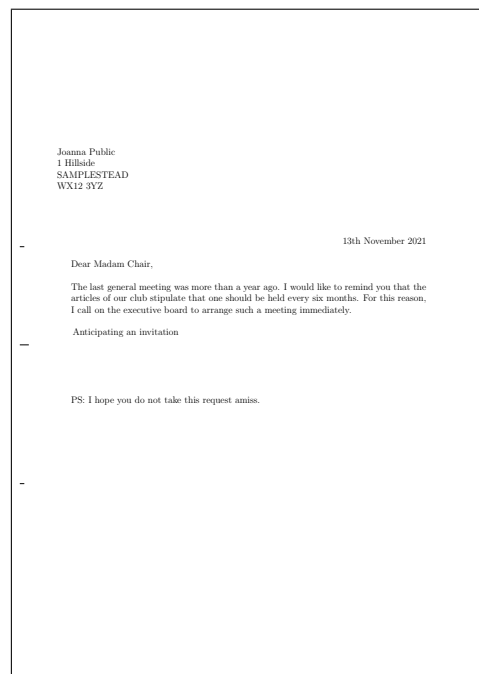 Joanna Public
1 Hillside
SAMPLESTEAD
WX12 3YZ
13th November 2021
Dear Madam Chair,
The last general meeting was more than a year ago. I would like to remind you that the
articles of our club stipulate that one should be held every six months. For this reason,
I call on the executive board to arrange such a meeting immediately.
Anticipating an invitation
PS: I hope you do not take this request amiss.